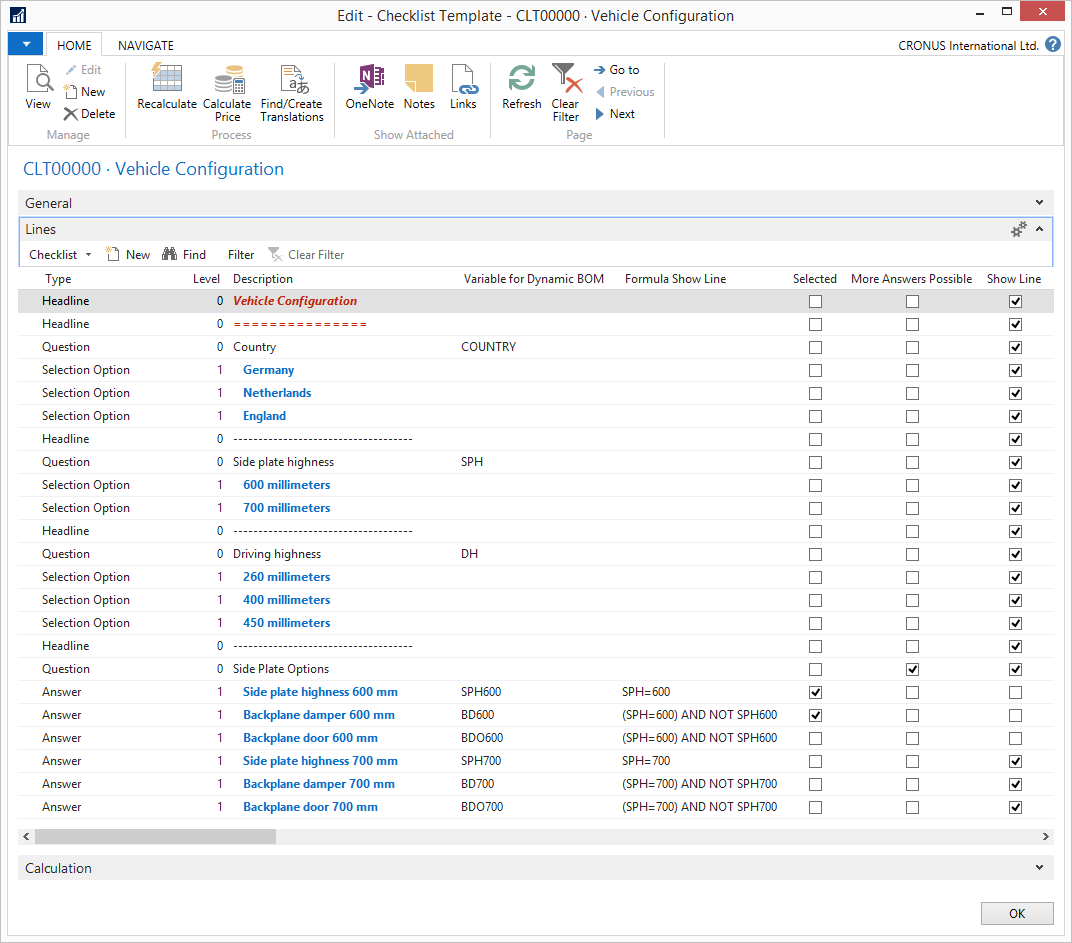 Edit - Checklist Template - CLT00000 · Vehicle Configuration
HOME NAVIGATE CRONUS International Ltd. ?
View Edit New Delete
Manage
Recalculate Calculate Price Find/Create Translations
Process
OneNote Notes Links
Show Attached
Refresh Clear Filter Go to Previous Next
Page
CLT00000 · Vehicle Configuration
General
Lines
Checklist New Find Filter Clear Filter
Type Level Description Variable for Dynamic BOM Formula Show Line Selected More Answers Possible Show Line
Headline 0 Vehicle Configuration
Headline 0 ===============
Question 0 Country COUNTRY
Selection Option 1 Germany
Selection Option 1 Netherlands
Selection Option 1 England
Headline 0 ------------------------------------
Question 0 Side plate highness SPH
Selection Option 1 600 millimeters
Selection Option 1 700 millimeters
Headline 0 ------------------------------------
Question 0 Driving highness DH
Selection Option 1 260 millimeters
Selection Option 1 400 millimeters
Selection Option 1 450 millimeters
Headline 0 ------------------------------------
Question 0 Side Plate Options
Answer 1 Side plate highness 600 mm SPH600 SPH=600
Answer 1 Backplane damper 600 mm BD600 (SPH=600) AND NOT SPH600
Answer 1 Backplane door 600 mm BDO600 (SPH=600) AND NOT SPH600
Answer 1 Side plate highness 700 mm SPH700 SPH=700
Answer 1 Backplane damper 700 mm BD700 (SPH=700) AND NOT SPH700
Answer 1 Backplane door 700 mm BDO700 (SPH=700) AND NOT SPH700
Calculation
OK